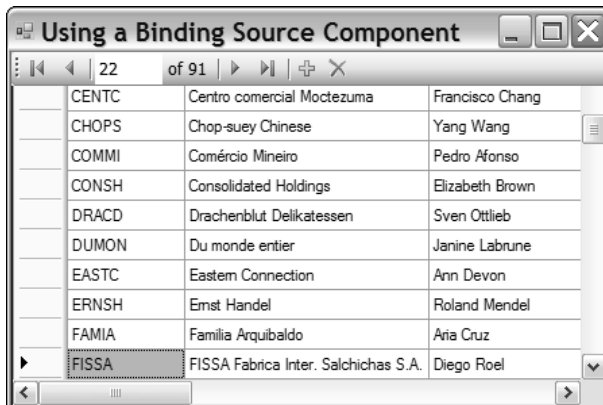 Using a Binding Source Component
22 of 91
CENTC Centro comercial Moctezuma Francisco Chang
CHOPS Chop-suey Chinese Yang Wang
COMMI Comércio Mineiro Pedro Afonso
CONSH Consolidated Holdings Elizabeth Brown
DRACD Drachenblut Delikatessen Sven Ottlieb
DUMON Du monde entier Janine Labrune
EASTC Eastern Connection Ann Devon
ERNSH Ernst Handel Roland Mendel
FAMIA Familia Arquibaldo Aria Cruz
FISSA FISSA Fabrica Inter. Salchichas S.A. Diego Roel